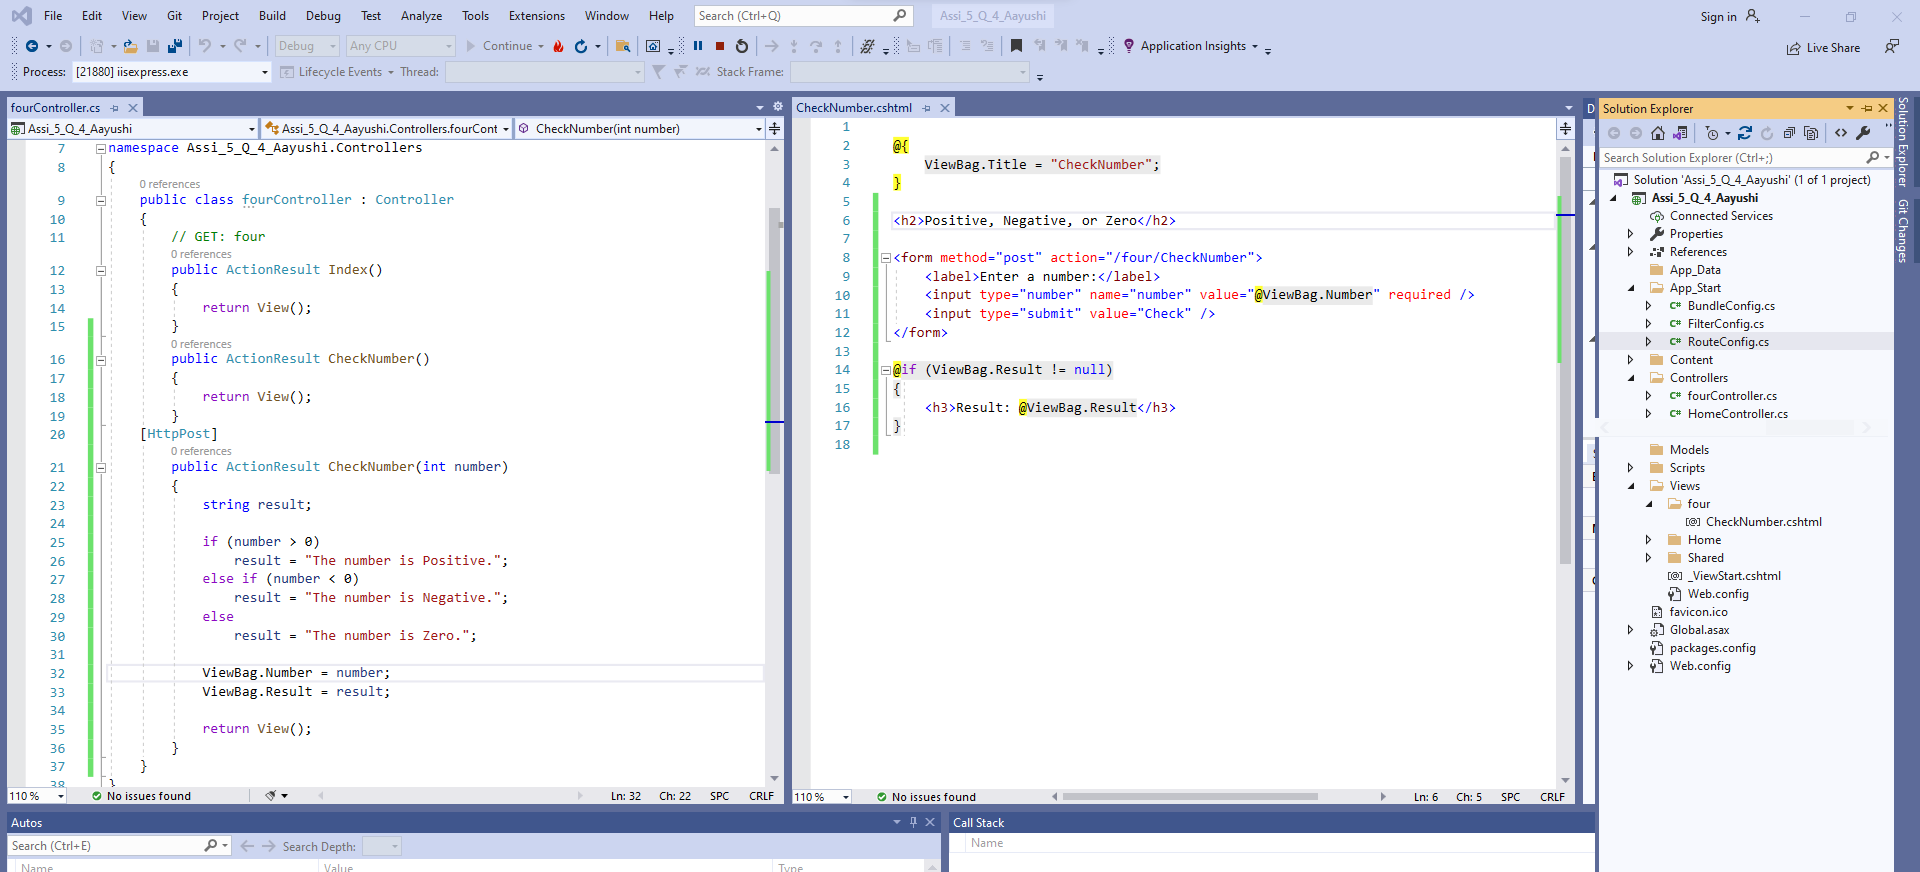 File Edit View Git Project Build Debug Test Analyze Tools Extensions Window Help Search (Ctrl+Q) Assi_5_Q_4_Aayushi Sign in
Debug Any CPU Continue Application Insights Live Share
Process: [21880] iisexpress.exe Lifecycle Events Thread: Stack Frame:
fourController.cs
Assi_5_Q_4_Aayushi Assi_5_Q_4_Aayushi.Controllers.fourCont CheckNumber(int number)
7 namespace Assi_5_Q_4_Aayushi.Controllers
8 {
0 references
9 public class fourController : Controller
10 {
11 // GET: four
0 references
12 public ActionResult Index()
13 {
14 return View();
15 }
0 references
16 public ActionResult CheckNumber()
17 {
18 return View();
19 }
20 [HttpPost]
0 references
21 public ActionResult CheckNumber(int number)
22 {
23 string result;
24
25 if (number > 0)
26 result = "The number is Positive.";
27 else if (number < 0)
28 result = "The number is Negative.";
29 else
30 result = "The number is Zero.";
31
32 ViewBag.Number = number;
33 ViewBag.Result = result;
34
35 return View();
36 }
37 }
38 }
110 % No issues found Ln: 32 Ch: 22 SPC CRLF
CheckNumber.cshtml
1
2 @{
3 ViewBag.Title = "CheckNumber";
4 }
5
6 <h2>Positive, Negative, or Zero</h2>
7
8 <form method="post" action="/four/CheckNumber">
9 <label>Enter a number:</label>
10 <input type="number" name="number" value="@ViewBag.Number" required />
11 <input type="submit" value="Check" />
12 </form>
13
14 @if (ViewBag.Result != null)
15 {
16 <h3>Result: @ViewBag.Result</h3>
17 }
18
110 % No issues found Ln: 6 Ch: 5 SPC CRLF
Solution Explorer
Search Solution Explorer (Ctrl+;)
Solution 'Assi_5_Q_4_Aayushi' (1 of 1 project)
Assi_5_Q_4_Aayushi
Connected Services
Properties
References
App_Data
App_Start
C# BundleConfig.cs
C# FilterConfig.cs
C# RouteConfig.cs
Content
Controllers
C# fourController.cs
C# HomeController.cs
Models
Scripts
Views
four
CheckNumber.cshtml
Home
Shared
_ViewStart.cshtml
Web.config
favicon.ico
Global.asax
packages.config
Web.config
Solution Explorer
Git Changes
Autos
Search (Ctrl+E) Search Depth:
Name Value Type
Call Stack
Name